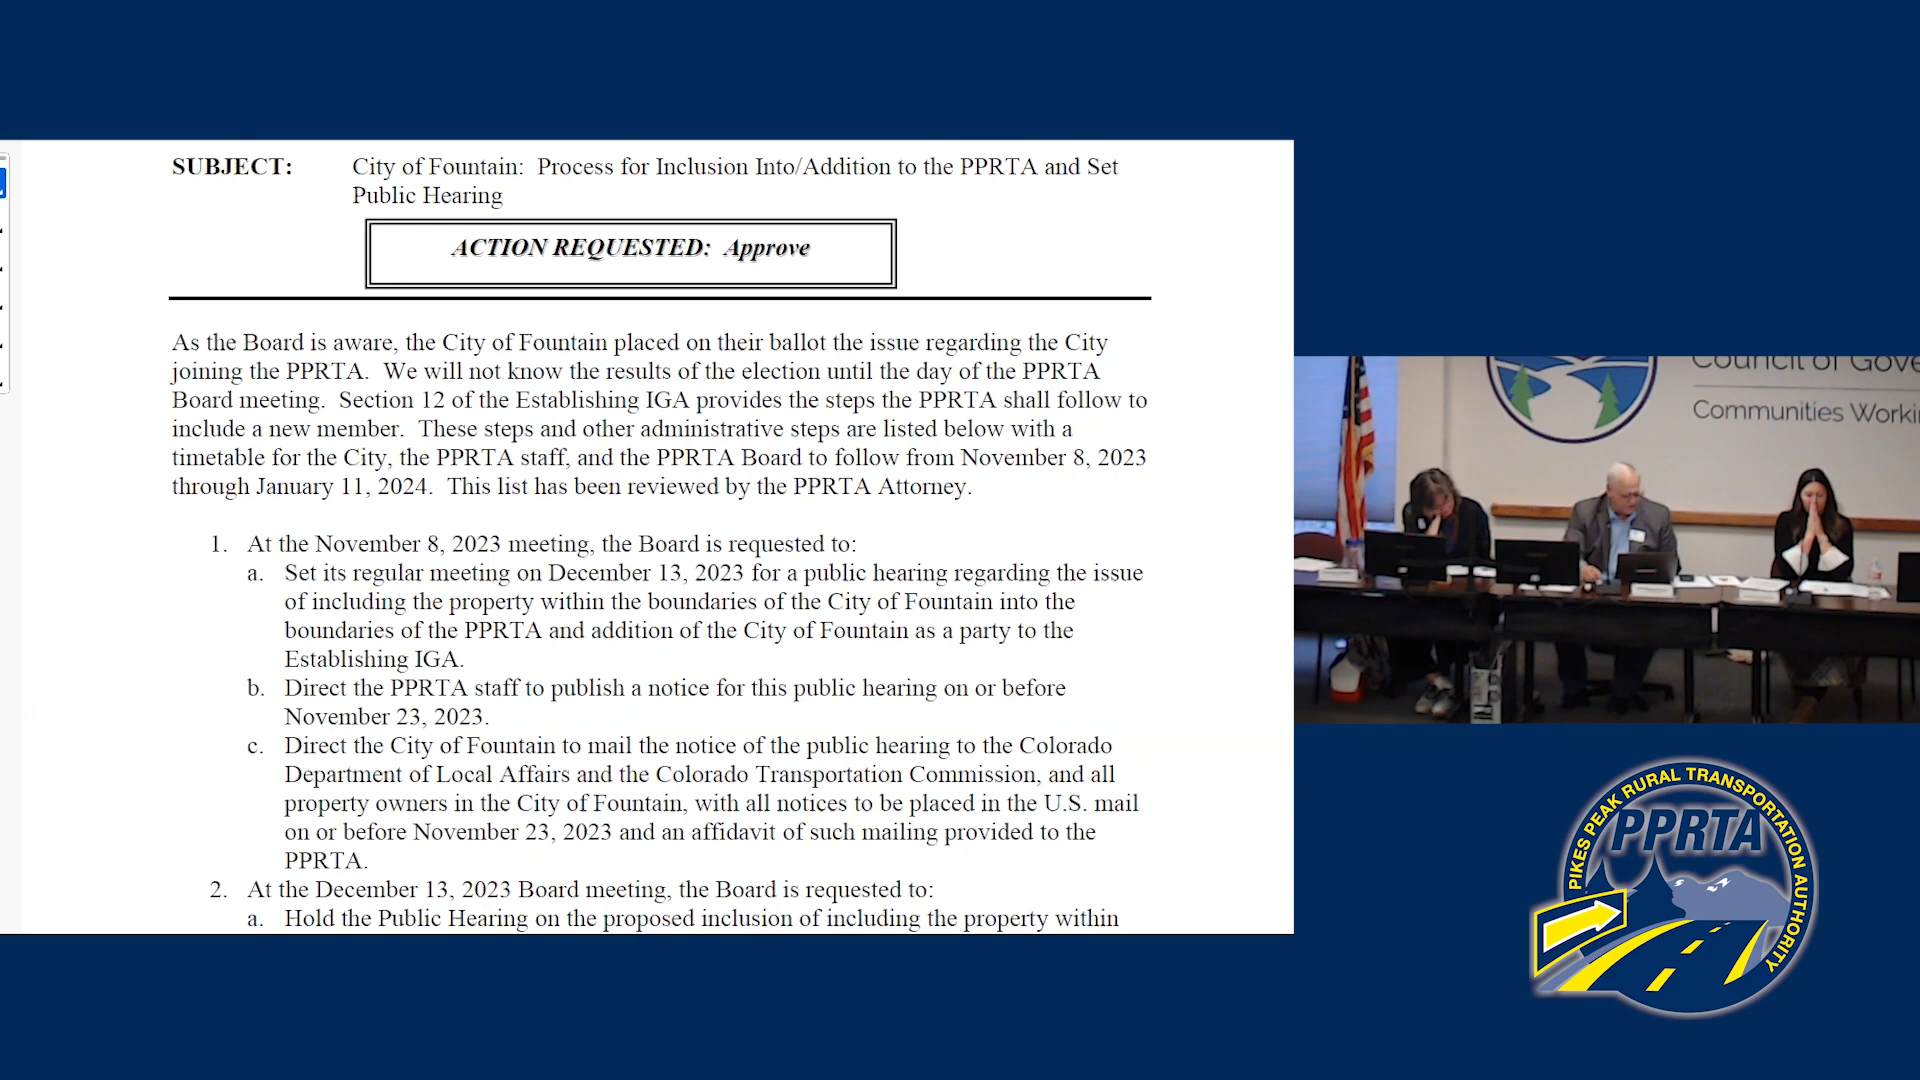 SUBJECT: City of Fountain: Process for Inclusion Into/Addition to the PPRTA and Set
Public Hearing
ACTION REQUESTED: Approve
As the Board is aware, the City of Fountain placed on their ballot the issue regarding the City
joining the PPRTA. We will not know the results of the election until the day of the PPRTA
Board meeting. Section 12 of the Establishing IGA provides the steps the PPRTA shall follow to
include a new member. These steps and other administrative steps are listed below with a
timetable for the City, the PPRTA staff, and the PPRTA Board to follow from November 8, 2023
through January 11, 2024. This list has been reviewed by the PPRTA Attorney.
1. At the November 8, 2023 meeting, the Board is requested to:
a. Set its regular meeting on December 13, 2023 for a public hearing regarding the issue
of including the property within the boundaries of the City of Fountain into the
boundaries of the PPRTA and addition of the City of Fountain as a party to the
Establishing IGA.
b. Direct the PPRTA staff to publish a notice for this public hearing on or before
November 23, 2023.
c. Direct the City of Fountain to mail the notice of the public hearing to the Colorado
Department of Local Affairs and the Colorado Transportation Commission, and all
property owners in the City of Fountain, with all notices to be placed in the U.S. mail
on or before November 23, 2023 and an affidavit of such mailing provided to the
PPRTA.
2. At the December 13, 2023 Board meeting, the Board is requested to:
a. Hold the Public Hearing on the proposed inclusion of including the property within
Council of Gove
Communities Worki
PIKES PEAK RURAL TRANSPORTATION AUTHORITY
PPRTA